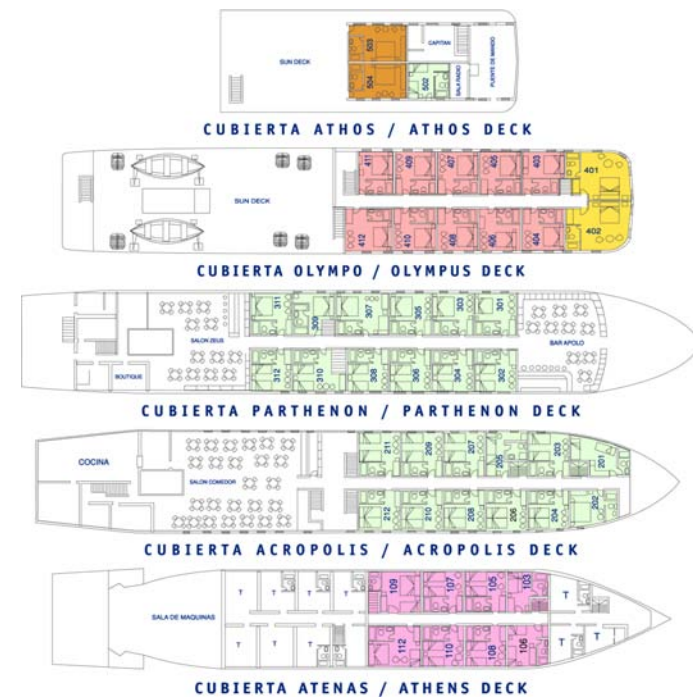 SUN DECK
503
504
502
CAPITAN
SALA RADIO
PUENTE DE MANDO
CUBIERTA ATHOS / ATHOS DECK
SUN DECK
411 409 407 405 403
401
412 410 408 406 404
402
CUBIERTA OLYMPO / OLYMPUS DECK
311 309 307 305 303 301
SALON ZEUS
BAR APOLO
BOUTIQUE
312 310 308 306 304 302
CUBIERTA PARTHENON / PARTHENON DECK
211 209 207 205 203 201
COCINA
SALON COMEDOR
212 210 208 206 204 202
CUBIERTA ACROPOLIS / ACROPOLIS DECK
109 107 105 103
T T T T T
SALA DE MAQUINAS
T T T T T
112 110 108 106
CUBIERTA ATENAS / ATHENS DECK